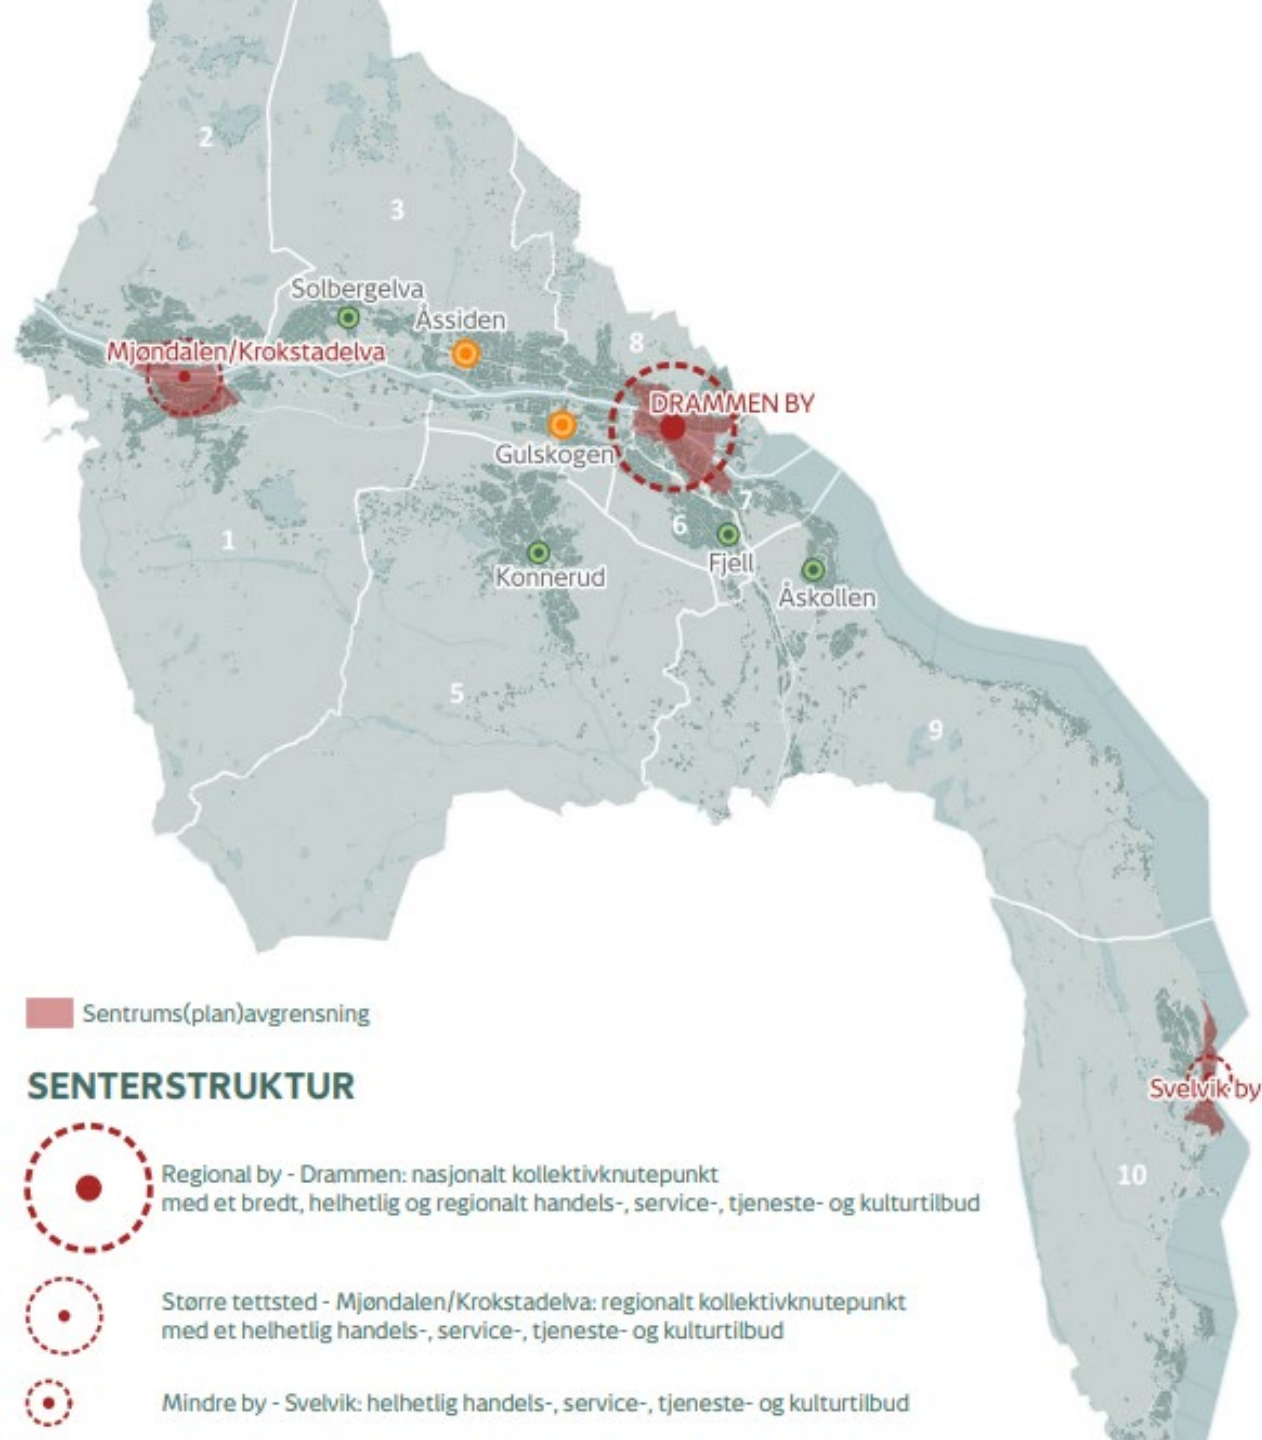 2
3
Solbergelva
Åssiden
8
Mjøndalen/Krokstadelva
DRAMMEN BY
Gulskogen
7
6
1
Fjell
Konnerud
Åskollen
5
9
Sentrums(plan)avgrensning
SENTERSTRUKTUR
Svelvik by
10
Regional by - Drammen: nasjonalt kollektivknutepunkt
med et bredt, helhetlig og regionalt handels-, service-, tjeneste- og kulturtilbud
Større tettsted - Mjøndalen/Krokstadelva: regionalt kollektivknutepunkt
med et helhetlig handels-, service-, tjeneste- og kulturtilbud
Mindre by - Svelvik: helhetlig handels-, service-, tjeneste- og kulturtilbud